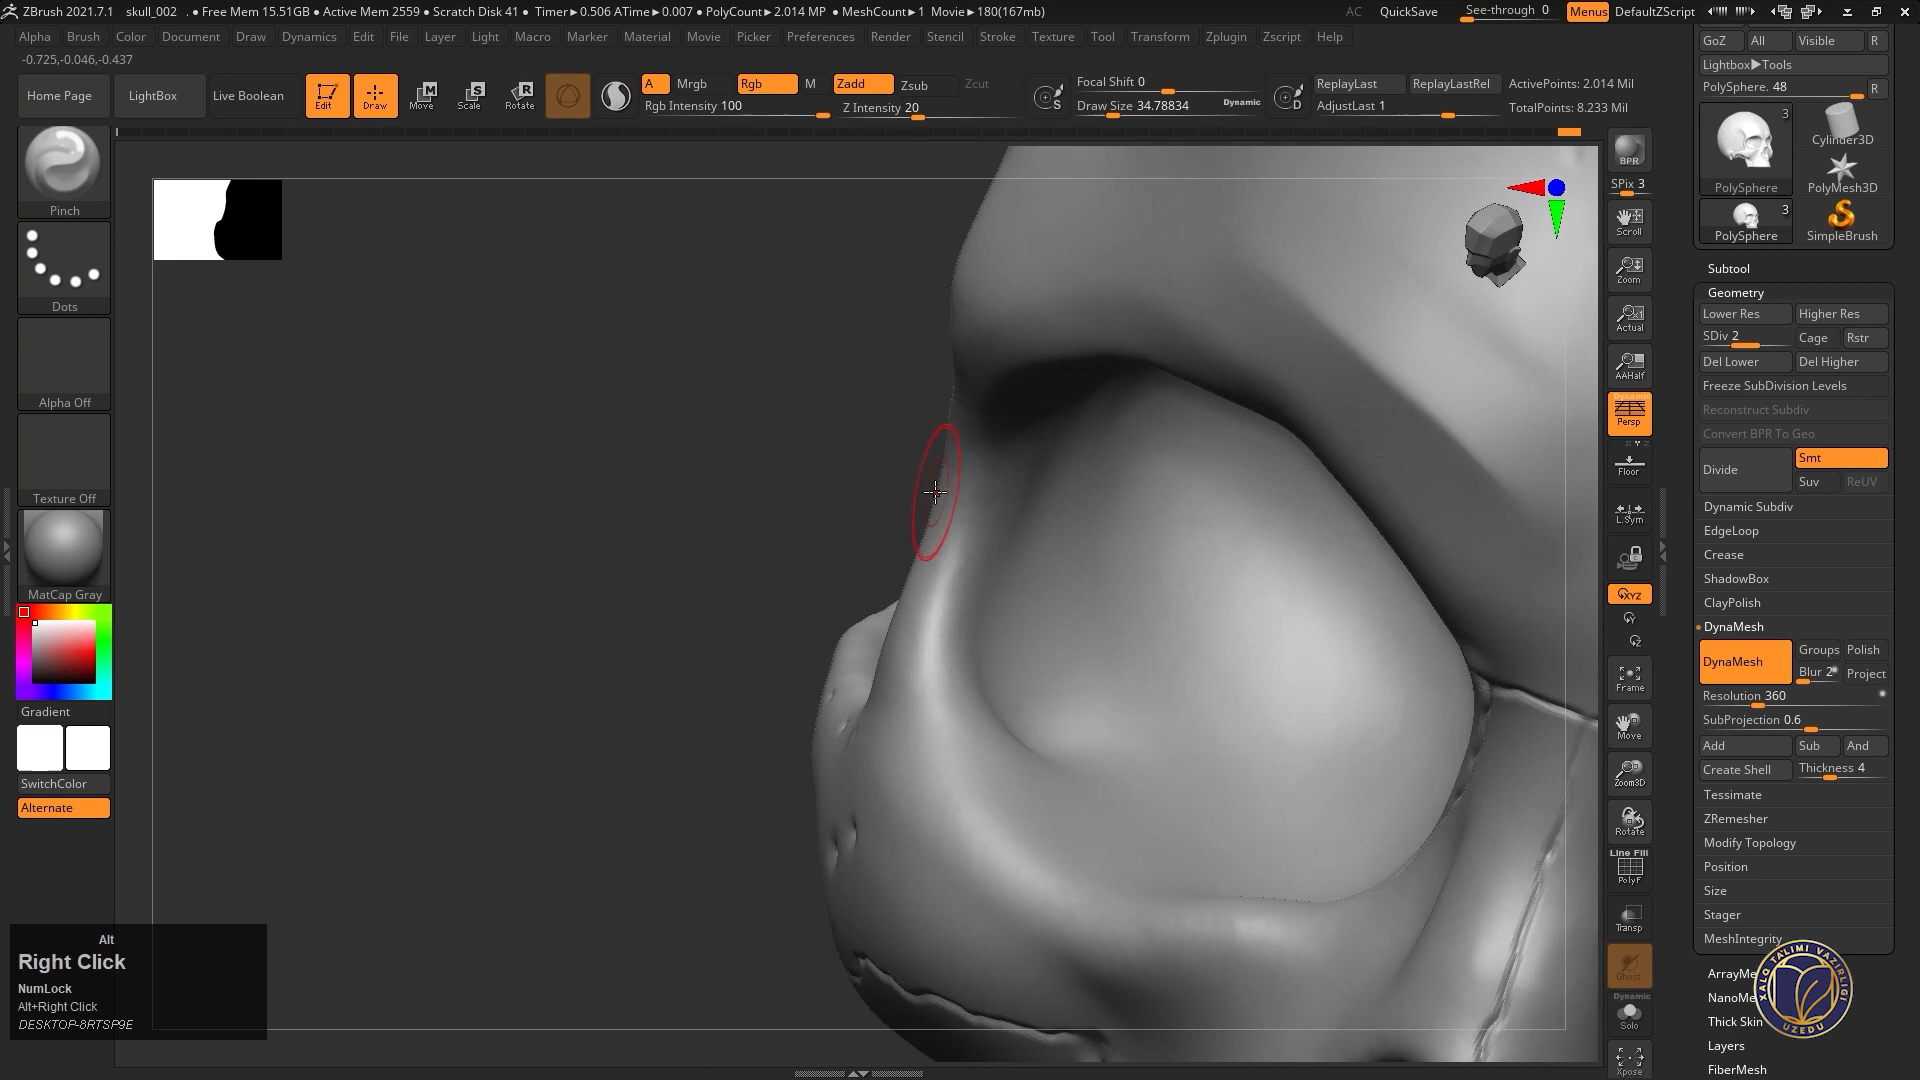 ZBrush 2021.7.1 skull_002 . ● Free Mem 15.51GB ● Active Mem 2559 ● Scratch Disk 41 ● Timer►0.506 ATime►0.007 ● PolyCount►2.014 MP ● MeshCount►1 Movie►180(167mb) AC QuickSave See-through 0 Menus DefaultZScript
Alpha Brush Color Document Draw Dynamics Edit File Layer Light Macro Marker Material Movie Picker Preferences Render Stencil Stroke Texture Tool Transform Zplugin Zscript Help
-0.725,-0.046,-0.437
Home Page LightBox Live Boolean Edit Draw Move Scale Rotate
A Mrgb Rgb M Zadd Zsub Zcut
Rgb Intensity 100 Z Intensity 20
Focal Shift 0
Draw Size 34.78834 Dynamic
ReplayLast ReplayLastRel ActivePoints: 2.014 Mil
AdjustLast 1 TotalPoints: 8.233 Mil
Pinch
Dots
Alpha Off
Texture Off
MatCap Gray
Gradient
SwitchColor
Alternate
Alt
Right Click
NumLock
Alt+Right Click
DESKTOP-8RTSP9E
BPR
SPix 3
Scroll
Zoom
Actual
AAHalf
Dynamic
Persp
Floor
L.Sym
XYZ
Y
Z
Frame
Move
Zoom3D
Rotate
Line Fill
PolyF
Transp
Ghost
Dynamic
Solo
Xpose
GoZ All Visible R
Lightbox►Tools
PolySphere. 48 R
3
PolySphere
Cylinder3D
PolyMesh3D
3
PolySphere
SimpleBrush
Subtool
Geometry
Lower Res Higher Res
SDiv 2 Cage Rstr
Del Lower Del Higher
Freeze SubDivision Levels
Reconstruct Subdiv
Convert BPR To Geo
Divide Smt
Suv ReUV
Dynamic Subdiv
EdgeLoop
Crease
ShadowBox
ClayPolish
DynaMesh
DynaMesh Groups Polish
Blur 2 Project
Resolution 360
SubProjection 0.6
Add Sub And
Create Shell Thickness 4
Tessimate
ZRemesher
Modify Topology
Position
Size
Stager
MeshIntegrity
ArrayMe
NanoMe
Thick Skin
Layers
FiberMesh
XALQ TALIMI VAZIRLIGI
UZEDU